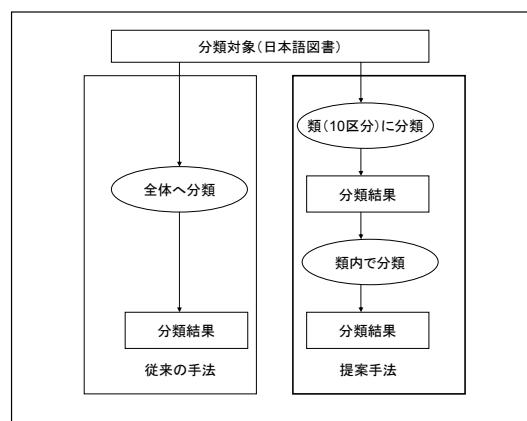 分類対象(日本語図書)
全体へ分類
分類結果
従来の手法
類(10区分)に分類
分類結果
類内で分類
分類結果
提案手法